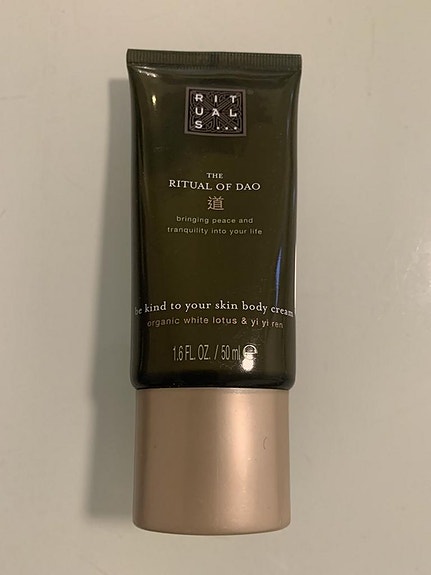 RIT
UAL
S...
THE
RITUAL OF DAO
道
bringing peace and
tranquility into your life
be kind to your skin body cream
organic white lotus & yi yi ren
1.6 FL. OZ. / 50 ml ℮